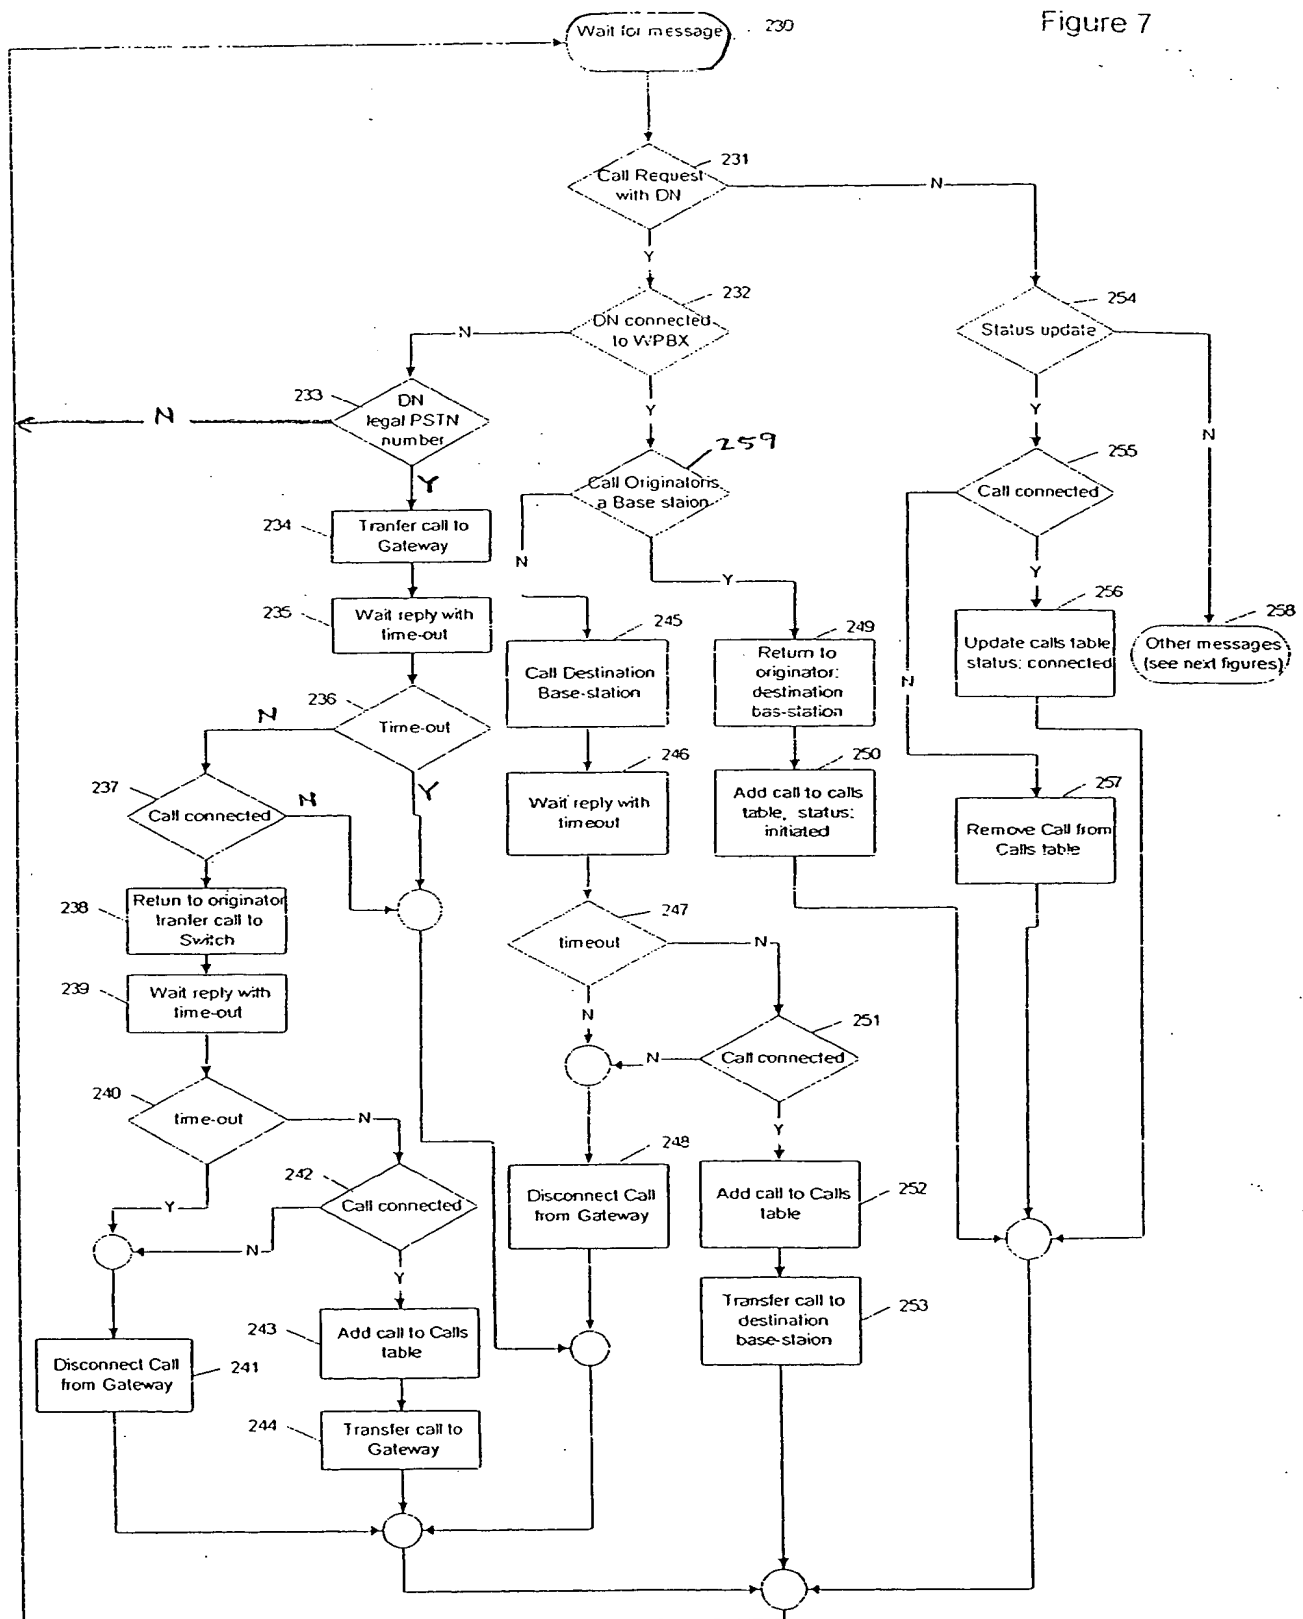 Figure 7
Wait for message
230
Call Request
with DN
231
N
Y
DN connected
to WPBX
232
N
Y
Status update
254
Y
N
233
DN
legal PSTN
number
N
Y
Call Originatoris
a Base staion
259
N
Y
Call connected
255
N
Y
234
Tranfer call to
Gateway
235
Wait reply with
time-out
245
Call Destination
Base-station
249
Return to
originator:
destination
bas-station
256
Update calls table
status: connected
258
Other messages
(see next figures)
236
Time-out
N
Y
246
Wait reply with
timeout
250
Add call to calls
table, status:
initiated
257
Remove Call from
Calls table
237
Call connected
N
238
Retun to originator
tranfer call to
Switch
247
timeout
N
N
239
Wait reply with
time-out
251
Call connected
N
Y
240
time-out
N
Y
242
Call connected
N
Y
248
Disconnect Call
from Gateway
Add call to Calls
table
252
243
Add call to Calls
table
Transfer call to
destination
base-staion
253
Disconnect Call
from Gateway
241
244
Transfer call to
Gateway